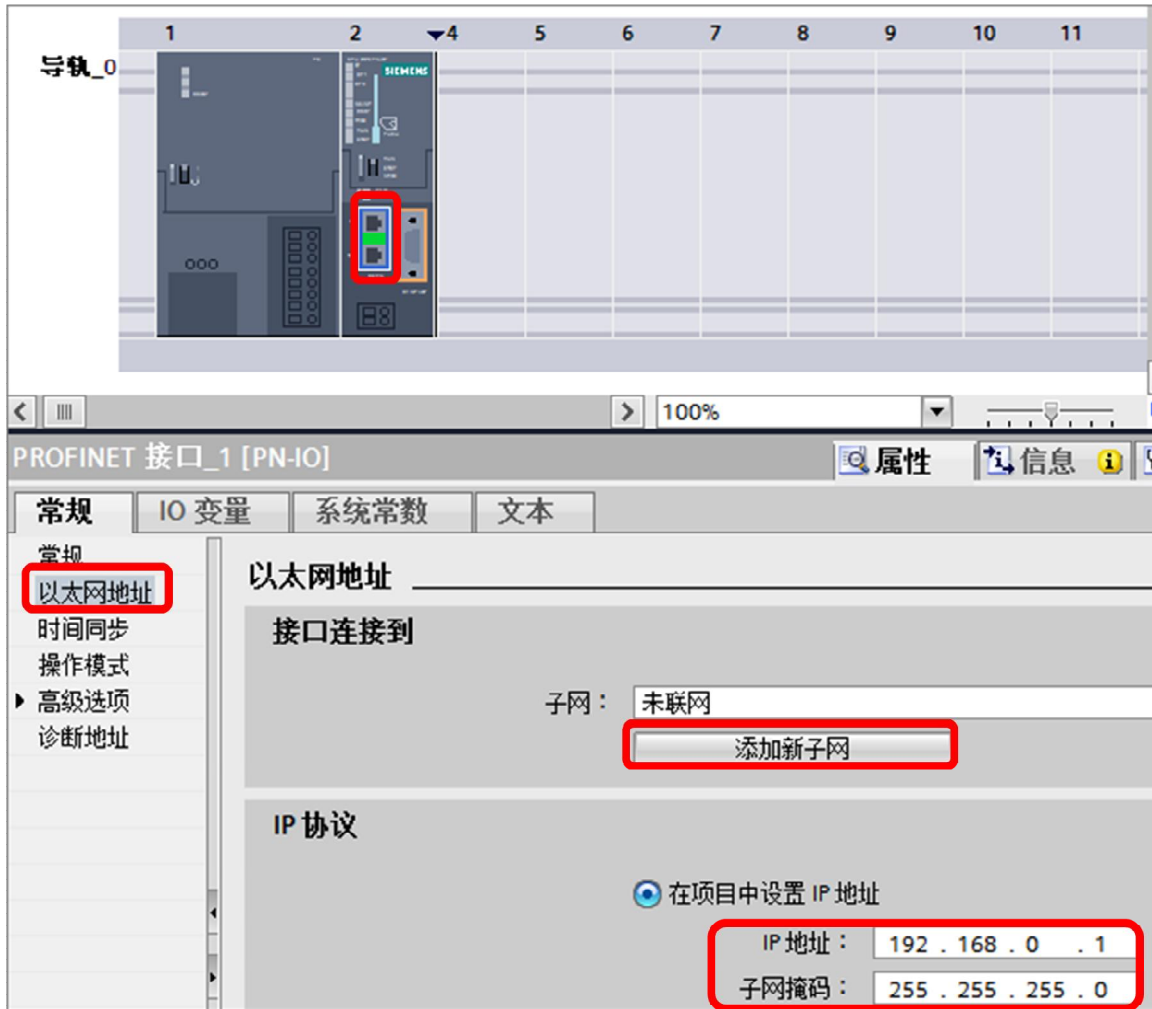 1 2 4 5 6 7 8 9 10 11
导轨_0
SIEMENS
100%
PROFINET 接口_1 [PN-IO]
属性 信息
常规 IO 变量 系统常数 文本
常规
以太网地址
时间同步
操作模式
高级选项
诊断地址
以太网地址
接口连接到
子网： 未联网
添加新子网
IP 协议
在项目中设置 IP 地址
IP 地址： 192 . 168 . 0 . 1
子网掩码： 255 . 255 . 255 . 0